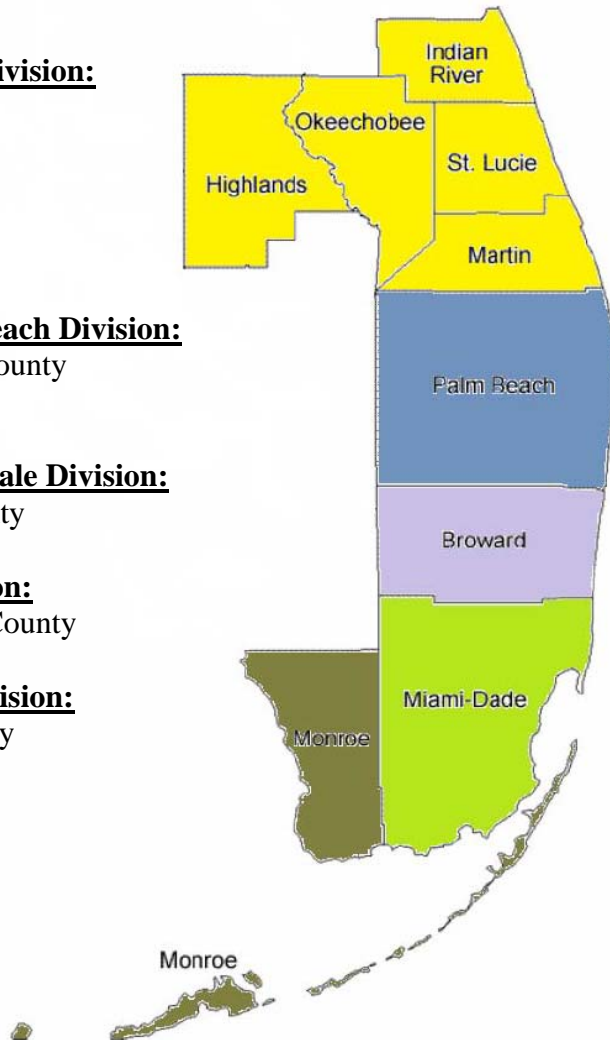 ivision:
each Division:
ounty
ale Division:
ty
on:
County
ision:
y
Indian
River
Okeechobee
St. Lucie
Highlands
Martin
Palm Beach
Broward
Miami-Dade
Monroe
Monroe